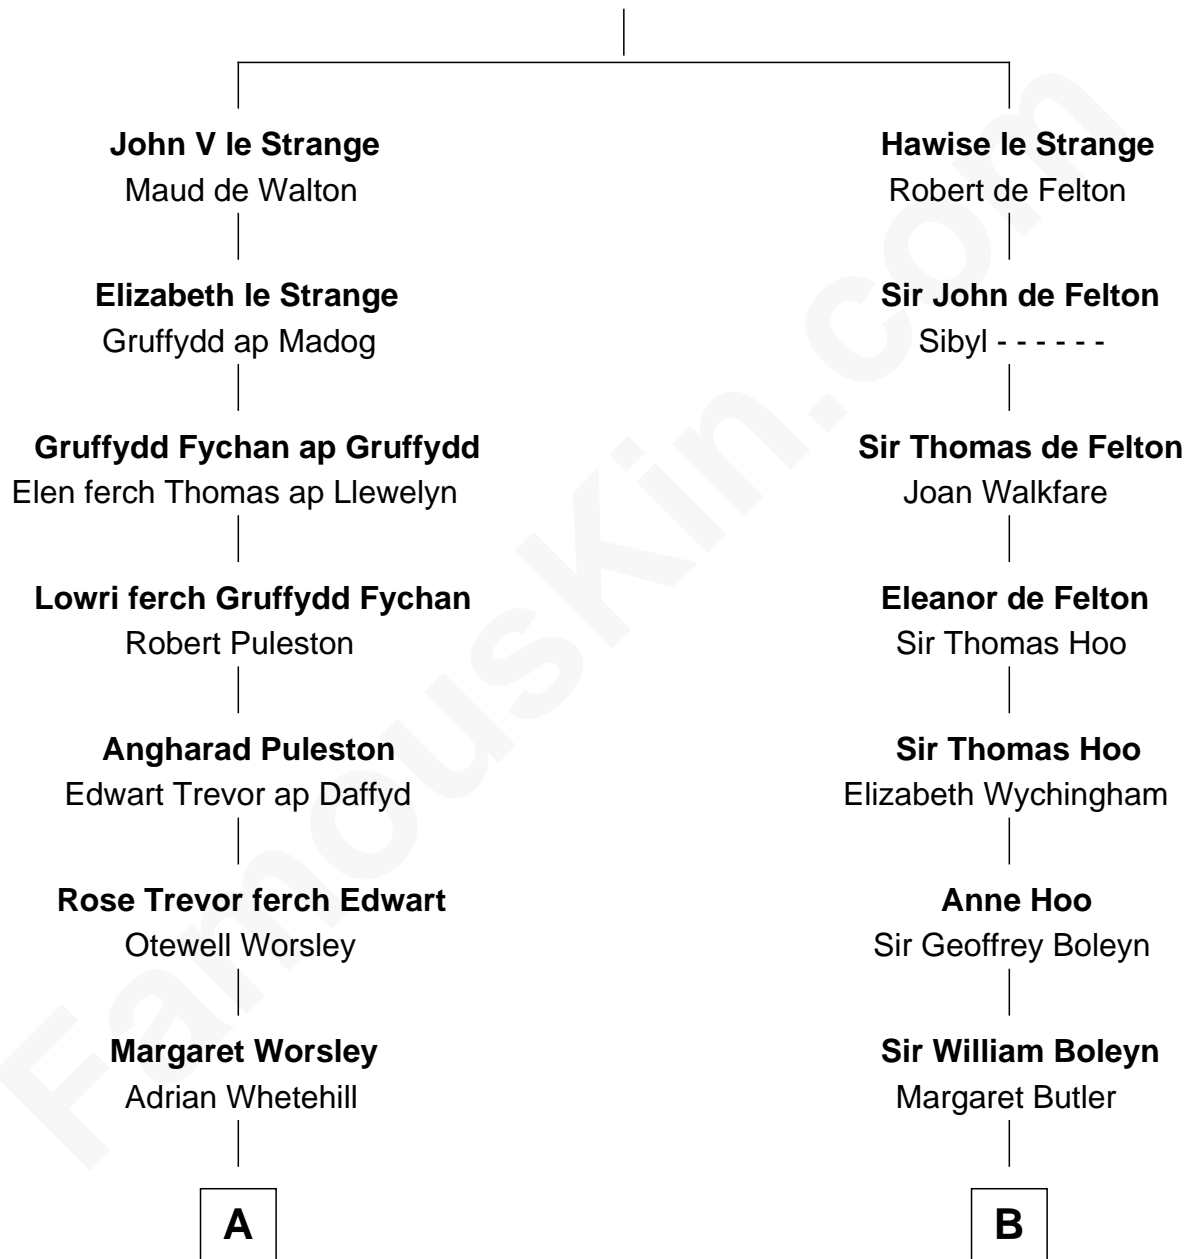 John V le Strange
Maud de Walton
Elizabeth le Strange
Gruffydd ap Madog
Gruffydd Fychan ap Gruffydd
Elen ferch Thomas ap Llewelyn
Lowri ferch Gruffydd Fychan
Robert Puleston
Angharad Puleston
Edwart Trevor ap Daffyd
Rose Trevor ferch Edwart
Otewell Worsley
Margaret Worsley
Adrian Whetehill
A
Hawise le Strange
Robert de Felton
Sir John de Felton
Sibyl - - - - - -
Sir Thomas de Felton
Joan Walkfare
Eleanor de Felton
Sir Thomas Hoo
Sir Thomas Hoo
Elizabeth Wychingham
Anne Hoo
Sir Geoffrey Boleyn
Sir William Boleyn
Margaret Butler
B
FamousKin.com